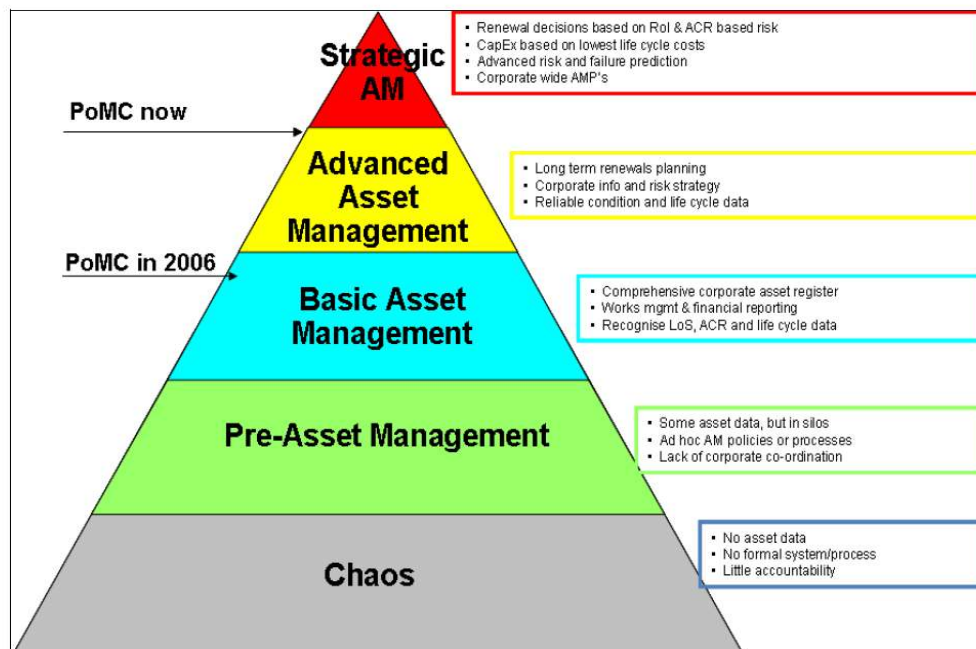 Strategic
AM
▪ Renewal decisions based on RoI & ACR based risk
▪ CapEx based on lowest life cycle costs
▪ Advanced risk and failure prediction
▪ Corporate wide AMP's
PoMC now
Advanced
Asset
Management
▪ Long term renewals planning
▪ Corporate info and risk strategy
▪ Reliable condition and life cycle data
PoMC in 2006
Basic Asset
Management
▪ Comprehensive corporate asset register
▪ Works mgmt & financial reporting
▪ Recognise LoS, ACR and life cycle data
Pre-Asset Management
▪ Some asset data, but in silos
▪ Ad hoc AM policies or processes
▪ Lack of corporate co-ordination
Chaos
▪ No asset data
▪ No formal system/process
▪ Little accountability